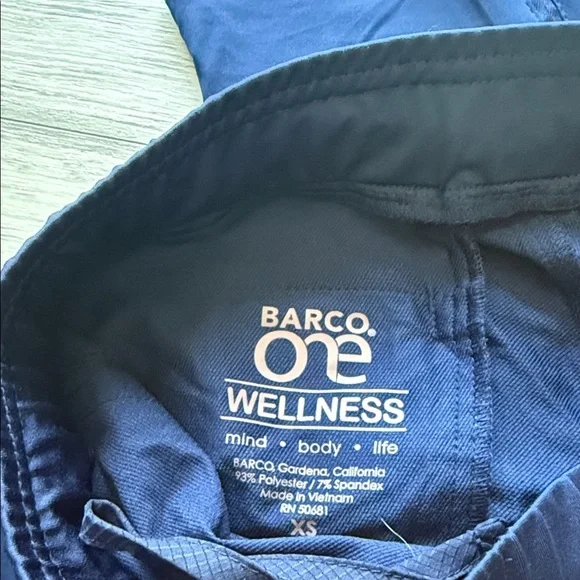 BARCO®
one
WELLNESS
mind • body • life
BARCO, Gardena, California
93% Polyester / 7% Spandex
Made in Vietnam
RN 50681
XS